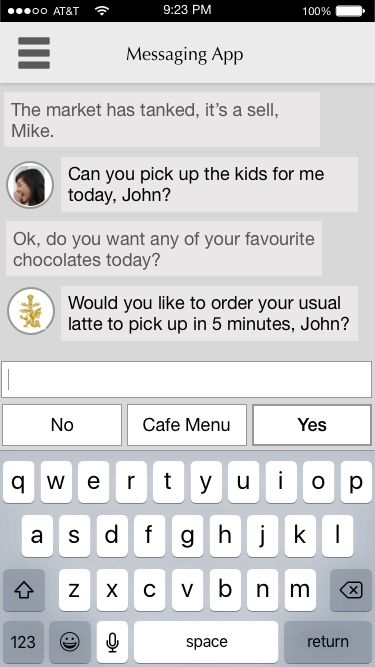 AT&T 9:23 PM 100%
Messaging App
The market has tanked, it’s a sell,
Mike.
Can you pick up the kids for me
today, John?
Ok, do you want any of your favourite
chocolates today?
Would you like to order your usual
latte to pick up in 5 minutes, John?
No Cafe Menu Yes
q w e r t y u i o p
a s d f g h j k l
z x c v b n m
123 space return